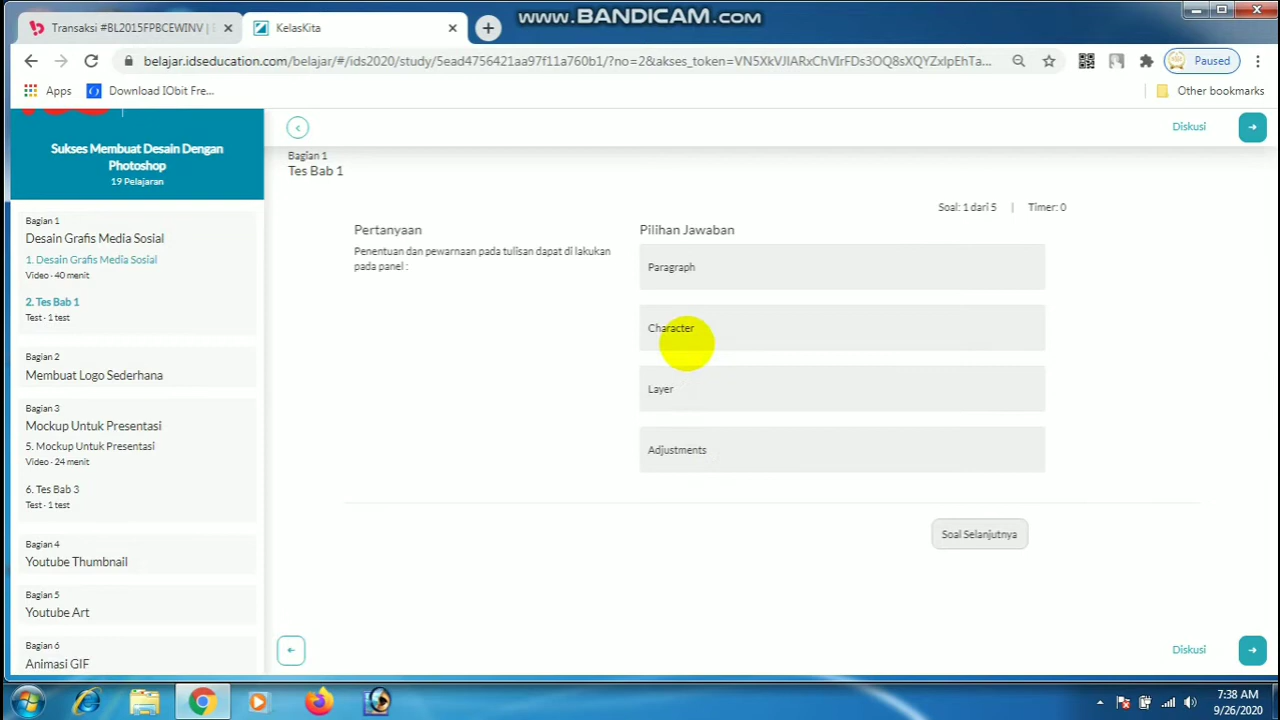 www.BANDICAM.com
Transaksi #BL2015FPBCEWINV |
KelasKita
belajar.idseducation.com/belajar/#/ids2020/study/5ead4756421aa97f11a760b1/?no=2&akses_token=VN5XkVJIARxChVIrFDs3OQ8sXQYZxlpEhTa...
Paused
Apps
Download IObit Fre...
Other bookmarks
Sukses Membuat Desain Dengan
Photoshop
19 Pelajaran
Bagian 1
Desain Grafis Media Sosial
1. Desain Grafis Media Sosial
Video - 40 menit
2. Tes Bab 1
Test - 1 test
Bagian 2
Membuat Logo Sederhana
Bagian 3
Mockup Untuk Presentasi
5. Mockup Untuk Presentasi
Video - 24 menit
6. Tes Bab 3
Test - 1 test
Bagian 4
Youtube Thumbnail
Bagian 5
Youtube Art
Bagian 6
Animasi GIF
Diskusi
Bagian 1
Tes Bab 1
Soal: 1 dari 5 | Timer: 0
Pertanyaan
Penentuan dan pewarnaan pada tulisan dapat di lakukan
pada panel :
Pilihan Jawaban
Paragraph
Character
Layer
Adjustments
Soal Selanjutnya
Diskusi
7:38 AM
9/26/2020